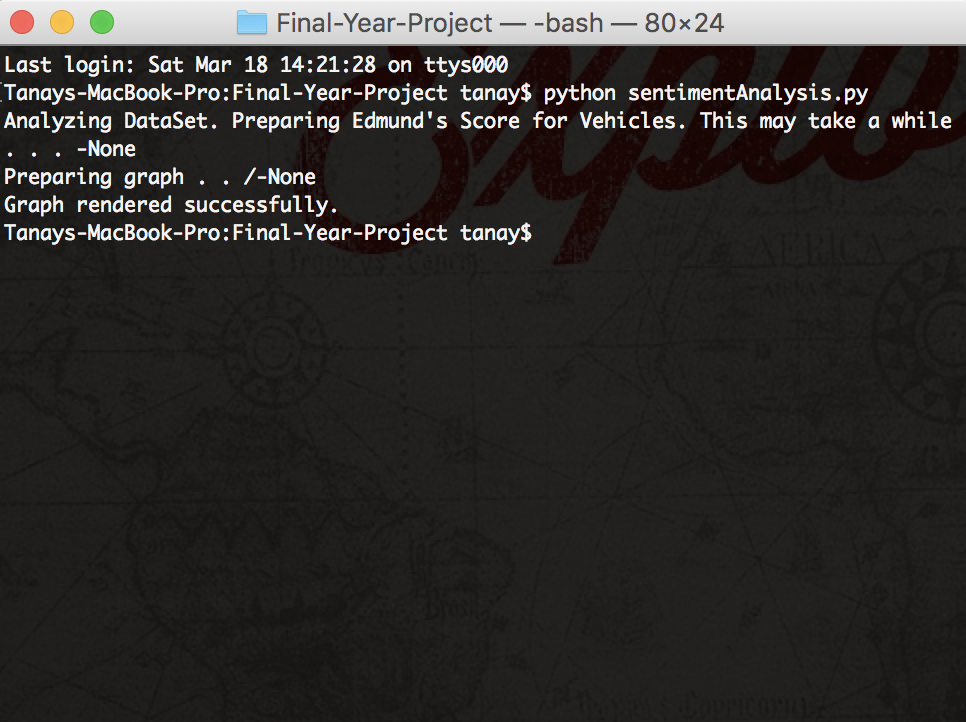 Final-Year-Project — -bash — 80×24
Last login: Sat Mar 18 14:21:28 on ttys000
[Tanays-MacBook-Pro:Final-Year-Project tanay$ python sentimentAnalysis.py
Analyzing DataSet. Preparing Edmund's Score for Vehicles. This may take a while
. . . -None
Preparing graph . . /-None
Graph rendered successfully.
Tanays-MacBook-Pro:Final-Year-Project tanay$